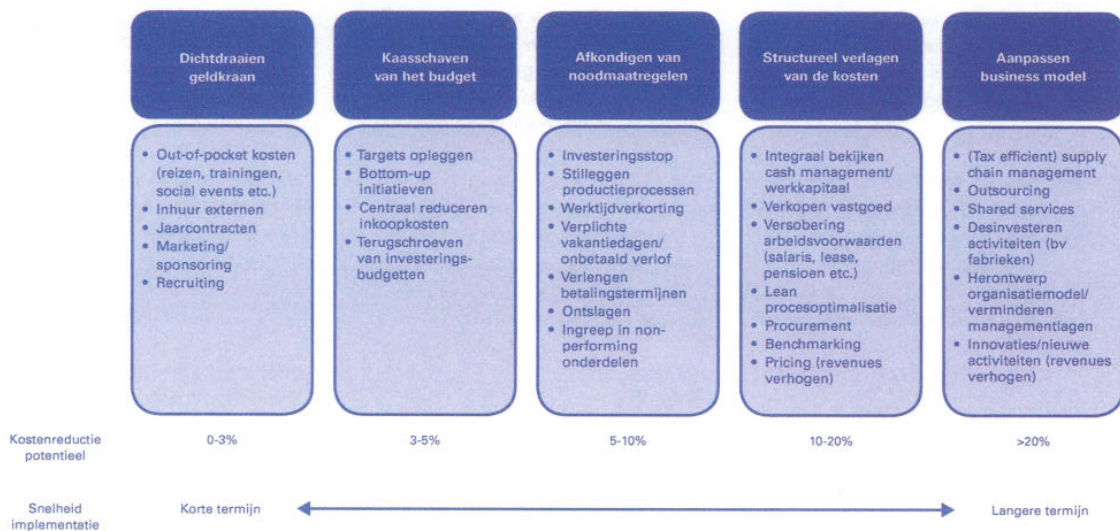 Dichtdraaien
geldkraan
• Out-of-pocket kosten
(reizen, trainingen,
social events etc.)
• Inhuur externen
• Jaarcontracten
• Marketing/
sponsoring
• Recruiting
Kaasschaven
van het budget
• Targets opleggen
• Bottom-up
initiatieven
• Centraal reduceren
inkoopkosten
• Terugschroeven
van investerings-
budgetten
Afkondigen van
noodmaatregelen
• Investeringsstop
• Stilleggen
productieprocessen
• Werktijdverkorting
• Verplichte
vakantiedagen/
onbetaald verlof
• Verlengen
betalingstermijnen
• Ontslagen
• Ingreep in non-
performing
onderdelen
Structureel verlagen
van de kosten
• Integraal bekijken
cash management/
werkkapitaal
• Verkopen vastgoed
• Versobering
arbeidsvoorwaarden
(salaris, lease,
pensioen etc.)
• Lean
procesoptimalisatie
• Procurement
• Benchmarking
• Pricing (revenues
verhogen)
Aanpassen
business model
• (Tax efficient) supply
chain management
• Outsourcing
• Shared services
• Desinvesteren
activiteiten (bv
fabrieken)
• Herontwerp
organisatiemodel/
verminderen
managementlagen
• Innovaties/nieuwe
activiteiten (revenues
verhogen)
Kostenreductie
potentieel
0-3%
3-5%
5-10%
10-20%
>20%
Snelheid
implementatie
Korte termijn
Langere termijn